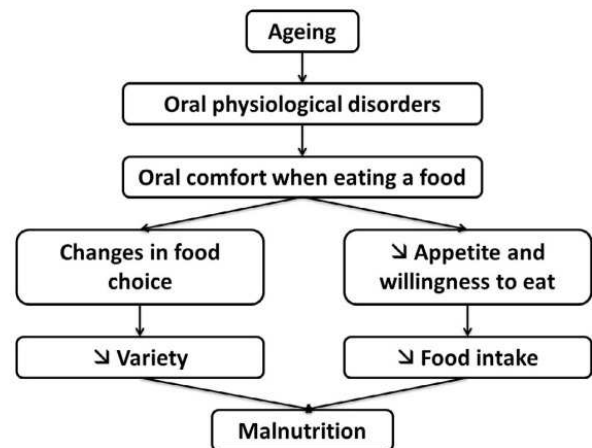 Ageing
Oral physiological disorders
Oral comfort when eating a food
Changes in food
choice
↘ Appetite and
willingness to eat
↘ Variety
↘ Food intake
Malnutrition